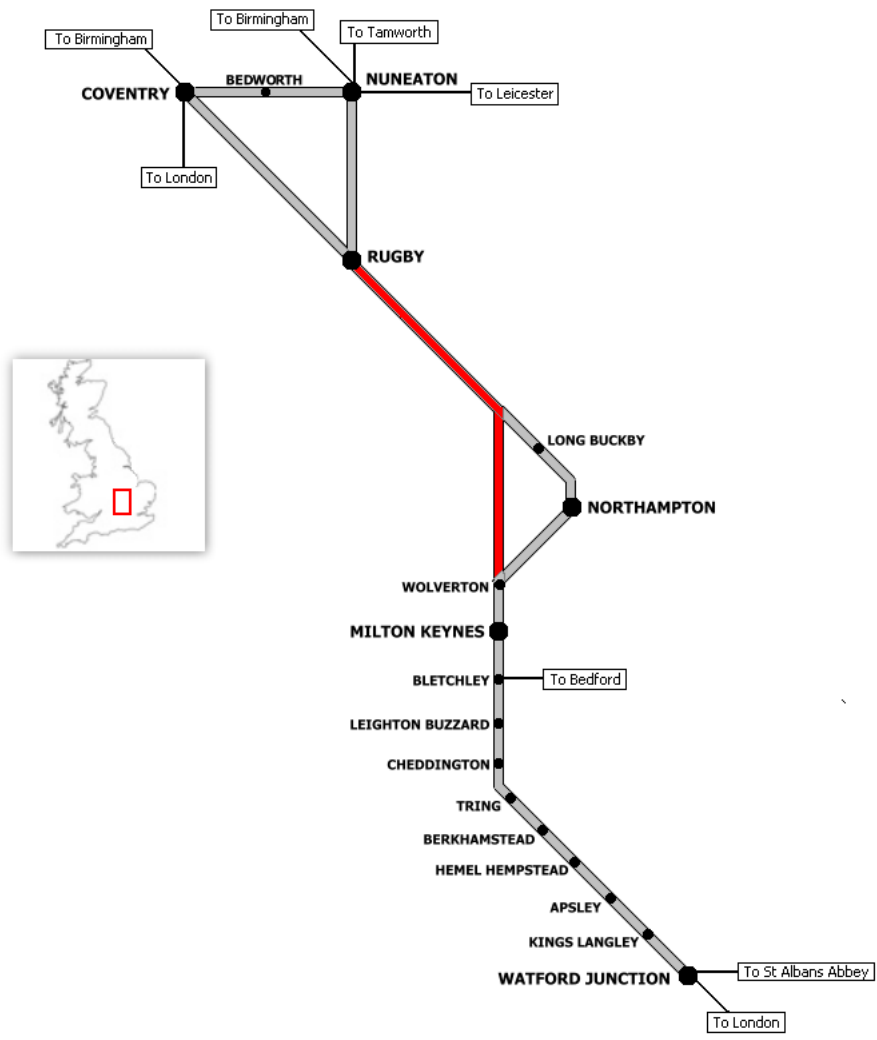 To Birmingham
To Birmingham
To Tamworth
BEDWORTH
NUNEATON
COVENTRY
To Leicester
To London
RUGBY
LONG BUCKBY
NORTHAMPTON
WOLVERTON
MILTON KEYNES
BLETCHLEY
To Bedford
LEIGHTON BUZZARD
CHEDDINGTON
TRING
BERKHAMSTEAD
HEMEL HEMPSTEAD
APSLEY
KINGS LANGLEY
WATFORD JUNCTION
To St Albans Abbey
To London